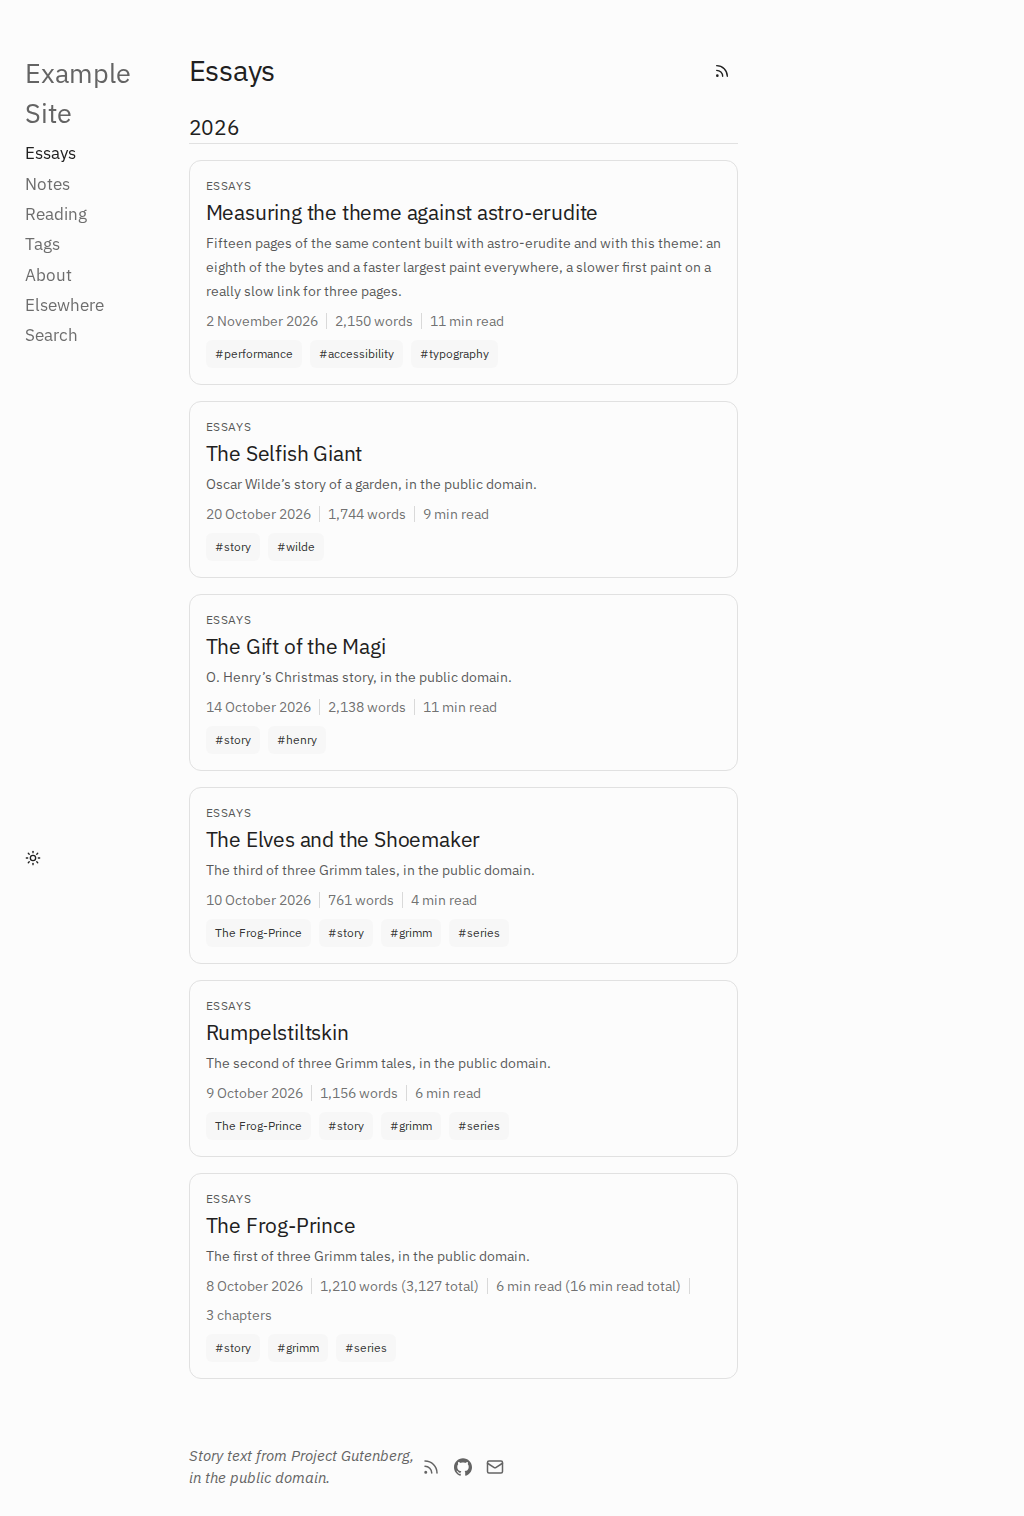 Example
Site
Essays
Notes
Reading
Tags
About
Elsewhere
Search
Essays
2026
ESSAYS
Measuring the theme against astro-erudite
Fifteen pages of the same content built with astro-erudite and with this theme: an
eighth of the bytes and a faster largest paint everywhere, a slower first paint on a
really slow link for three pages.
2 November 2026 2,150 words 11 min read
#performance #accessibility #typography
ESSAYS
The Selfish Giant
Oscar Wilde’s story of a garden, in the public domain.
20 October 2026 1,744 words 9 min read
#story #wilde
ESSAYS
The Gift of the Magi
O. Henry’s Christmas story, in the public domain.
14 October 2026 2,138 words 11 min read
#story #henry
ESSAYS
The Elves and the Shoemaker
The third of three Grimm tales, in the public domain.
10 October 2026 761 words 4 min read
The Frog-Prince #story #grimm #series
ESSAYS
Rumpelstiltskin
The second of three Grimm tales, in the public domain.
9 October 2026 1,156 words 6 min read
The Frog-Prince #story #grimm #series
ESSAYS
The Frog-Prince
The first of three Grimm tales, in the public domain.
8 October 2026 1,210 words (3,127 total) 6 min read (16 min read total)
3 chapters
#story #grimm #series
Story text from Project Gutenberg,
in the public domain.